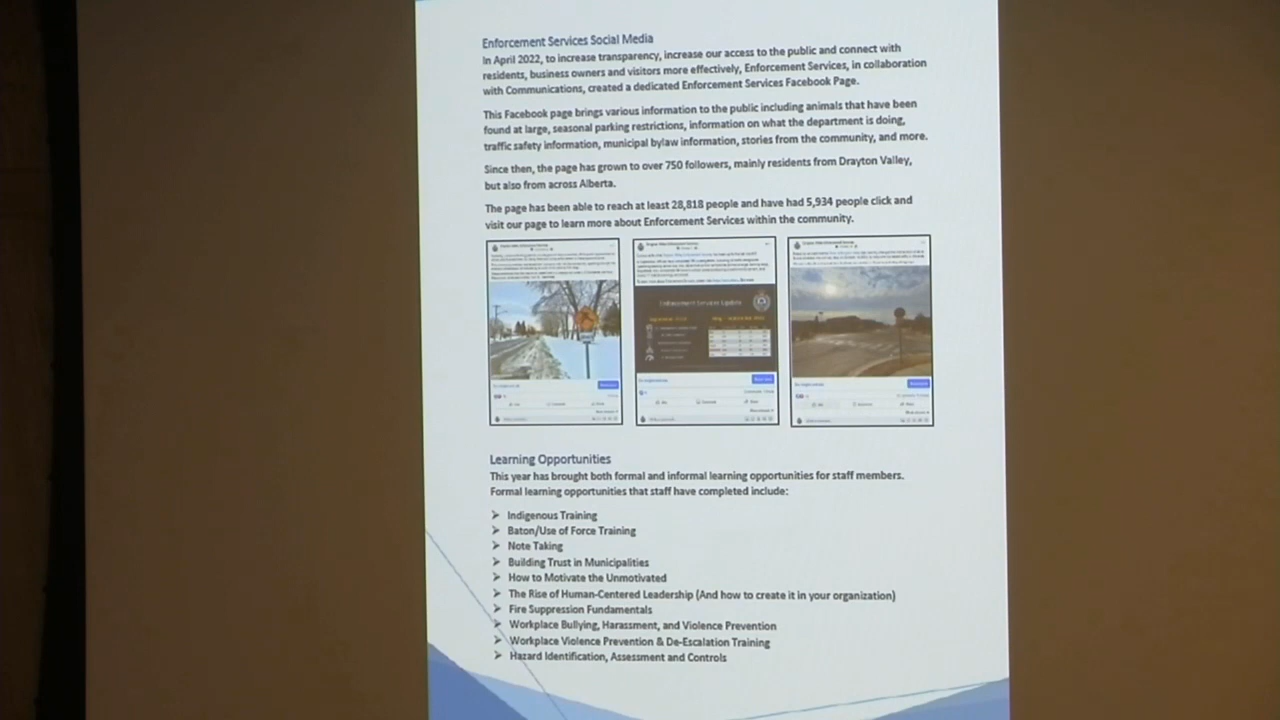 Enforcement Services Social Media
In April 2022, to increase transparency, increase our access to the public and connect with
residents, business owners and visitors more effectively, Enforcement Services, in collaboration
with Communications, created a dedicated Enforcement Services Facebook Page.
This Facebook page brings various information to the public including animals that have been
found at large, seasonal parking restrictions, information on what the department is doing,
traffic safety information, municipal bylaw information, stories from the community, and more.
Since then, the page has grown to over 750 followers, mainly residents from Drayton Valley,
but also from across Alberta.
The page has been able to reach at least 28,818 people and have had 5,934 people click and
visit our page to learn more about Enforcement Services within the community.
Enforcement Services Update
Learning Opportunities
This year has brought both formal and informal learning opportunities for staff members.
Formal learning opportunities that staff have completed include:
➢ Indigenous Training
➢ Baton/Use of Force Training
➢ Note Taking
➢ Building Trust in Municipalities
➢ How to Motivate the Unmotivated
➢ The Rise of Human-Centered Leadership (And how to create it in your organization)
➢ Fire Suppression Fundamentals
➢ Workplace Bullying, Harassment, and Violence Prevention
➢ Workplace Violence Prevention & De-Escalation Training
➢ Hazard Identification, Assessment and Controls